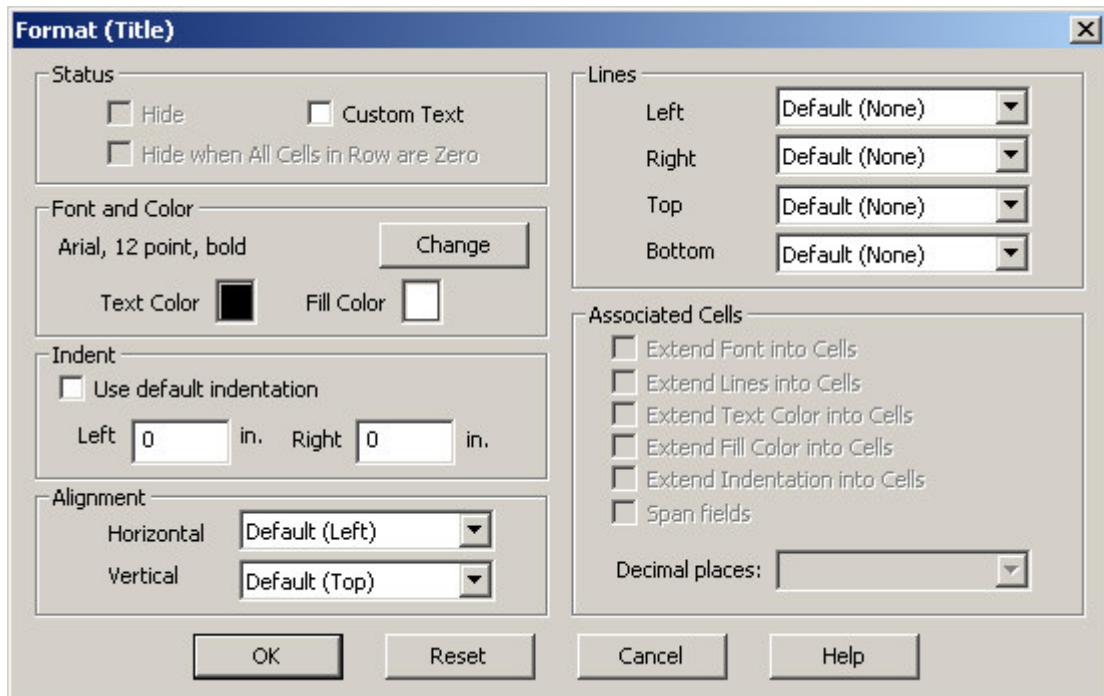 Format (Title)
Status
Hide
Custom Text
Hide when All Cells in Row are Zero
Font and Color
Arial, 12 point, bold
Change
Text Color
Fill Color
Indent
Use default indentation
Left 0 in. Right 0 in.
Alignment
Horizontal Default (Left)
Vertical Default (Top)
Lines
Left Default (None)
Right Default (None)
Top Default (None)
Bottom Default (None)
Associated Cells
Extend Font into Cells
Extend Lines into Cells
Extend Text Color into Cells
Extend Fill Color into Cells
Extend Indentation into Cells
Span fields
Decimal places:
OK
Reset
Cancel
Help